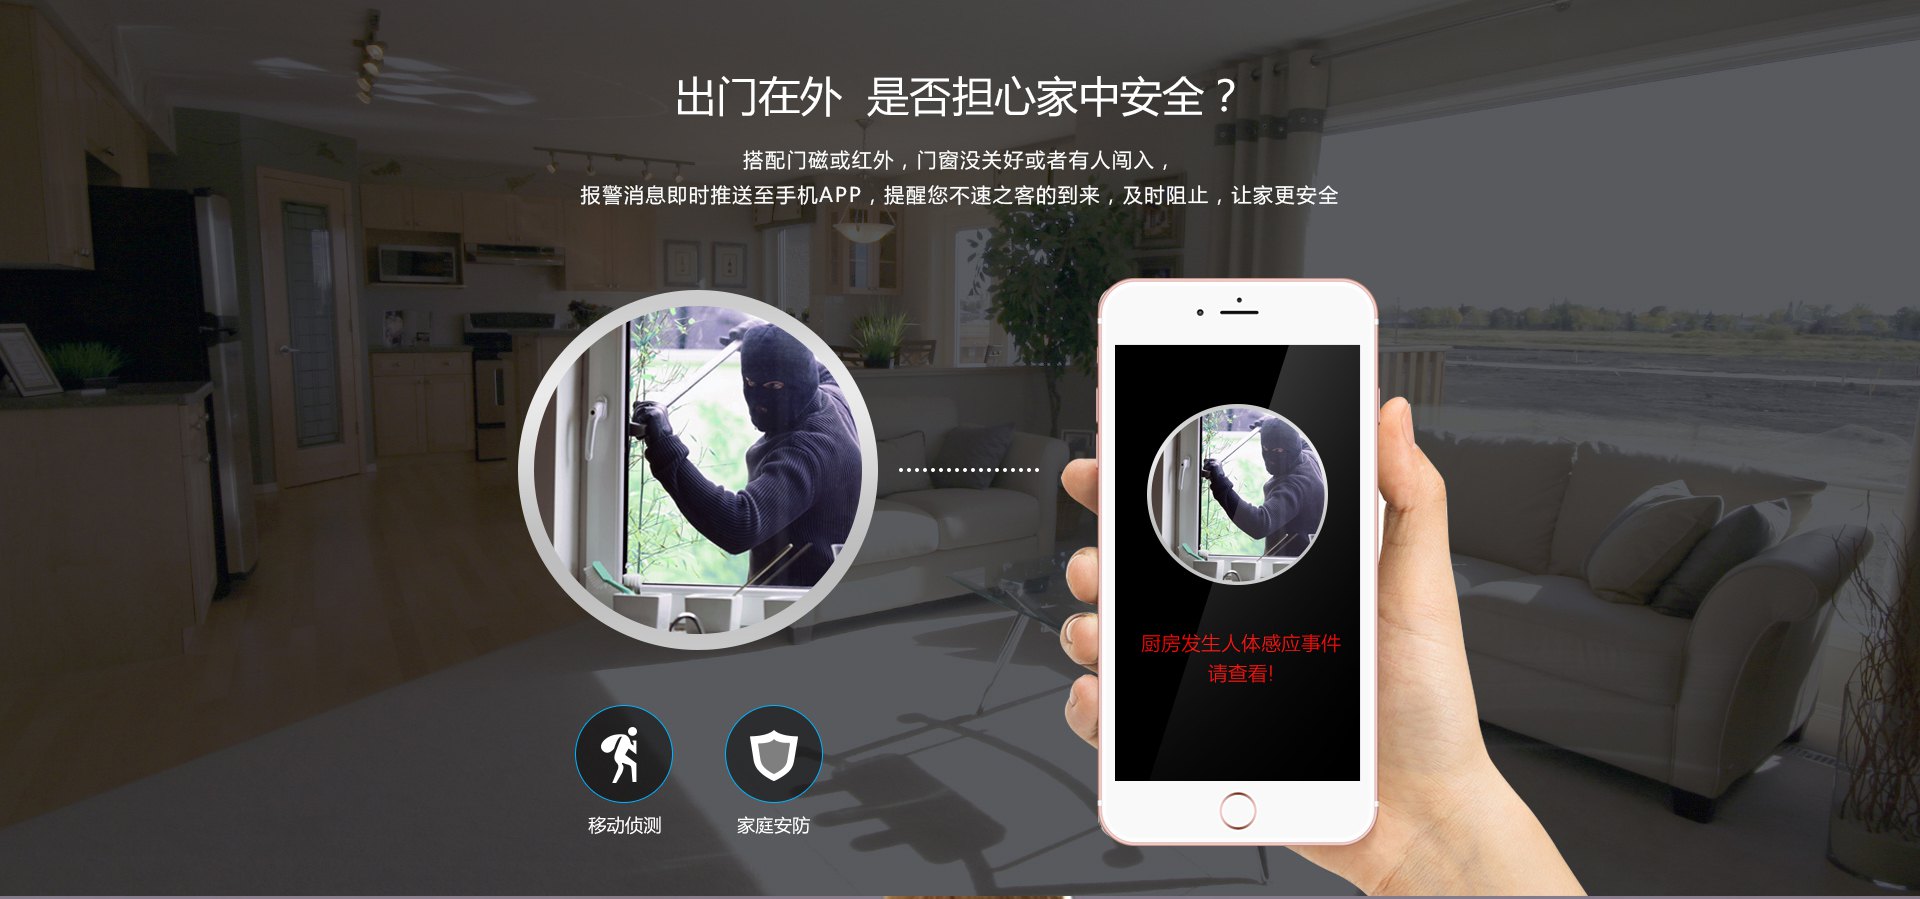 出门在外 是否担心家中安全？
搭配门磁或红外，门窗没关好或者有人闯入，
报警消息即时推送至手机APP，提醒您不速之客的到来，及时阻止，让家更安全
厨房发生人体感应事件
请查看!
移动侦测
家庭安防